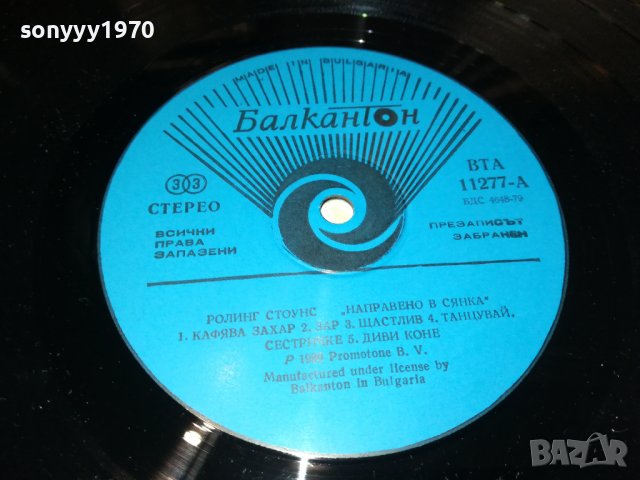 sonyyy1970
MADE IN BULGARIA
Балкантон
33
СТЕРЕО
ВСИЧКИ
ПРАВА
ЗАПАЗЕНИ
ВТА
11277-А
БДС 4648-79
ПРЕЗАПИСЪТ
ЗАБРАНЕН
РОЛИНГ СТОУНС „НАПРАВЕНО В СЯНКА"
1. КАФЯВА ЗАХАР 2. ЗАР 3. ЩАСТЛИВ 4. ТАНЦУВАЙ,
СЕСТРИЧКЕ 5. ДИВИ КОНЕ
P 1989 Promotone B. V.
Manufactured under license by
Balkanton in Bulgaria
BAZAR